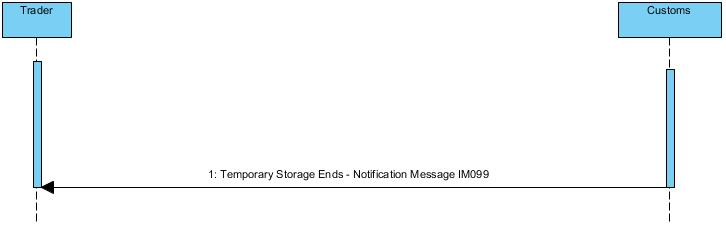 Trader
Customs
1: Temporary Storage Ends - Notification Message IM099